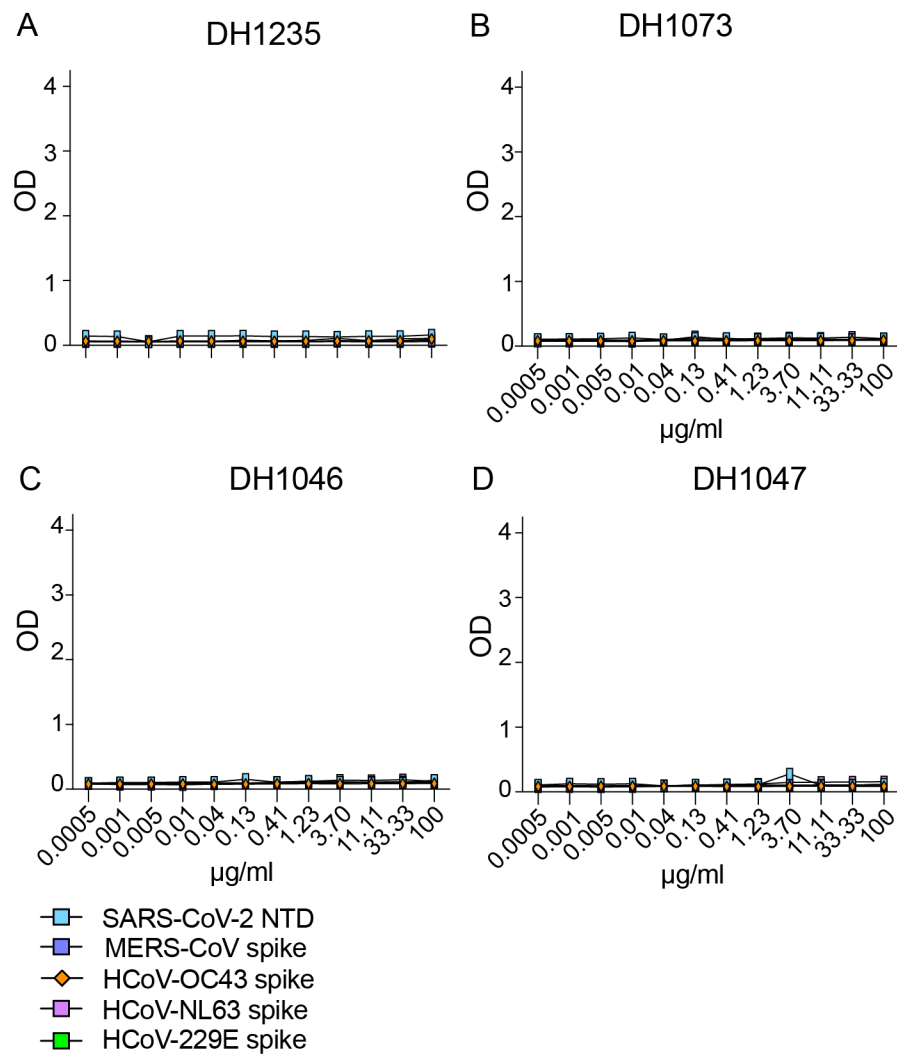 A
DH1235
4
3
2
1
0
OD
B
DH1073
4
3
2
1
0
OD
0.0005
0.001
0.005
0.01
0.04
0.13
0.41
1.23
3.70
11.11
33.33
100
µg/ml
C
DH1046
4
3
2
1
0
OD
0.0005
0.001
0.005
0.01
0.04
0.13
0.41
1.23
3.70
11.11
33.33
100
µg/ml
D
DH1047
4
3
2
1
0
OD
0.0005
0.001
0.005
0.01
0.04
0.13
0.41
1.23
3.70
11.11
33.33
100
µg/ml
SARS-CoV-2 NTD
MERS-CoV spike
HCoV-OC43 spike
HCoV-NL63 spike
HCoV-229E spike